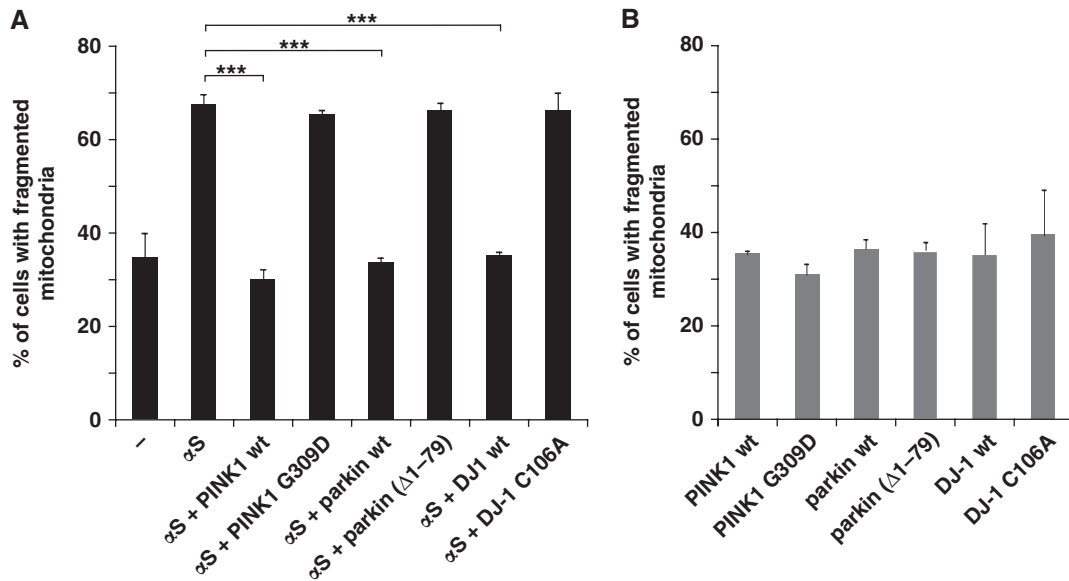 A
% of cells with fragmented
mitochondria
80
60
40
20
0
***
***
***
–
αS
αS + PINK1 wt
αS + PINK1 G309D
αS + parkin wt
αS + parkin (Δ1–79)
αS + DJ1 wt
αS + DJ-1 C106A
B
% of cells with fragmented
mitochondria
80
60
40
20
0
PINK1 wt
PINK1 G309D
parkin wt
parkin (Δ1–79)
DJ-1 wt
DJ-1 C106A